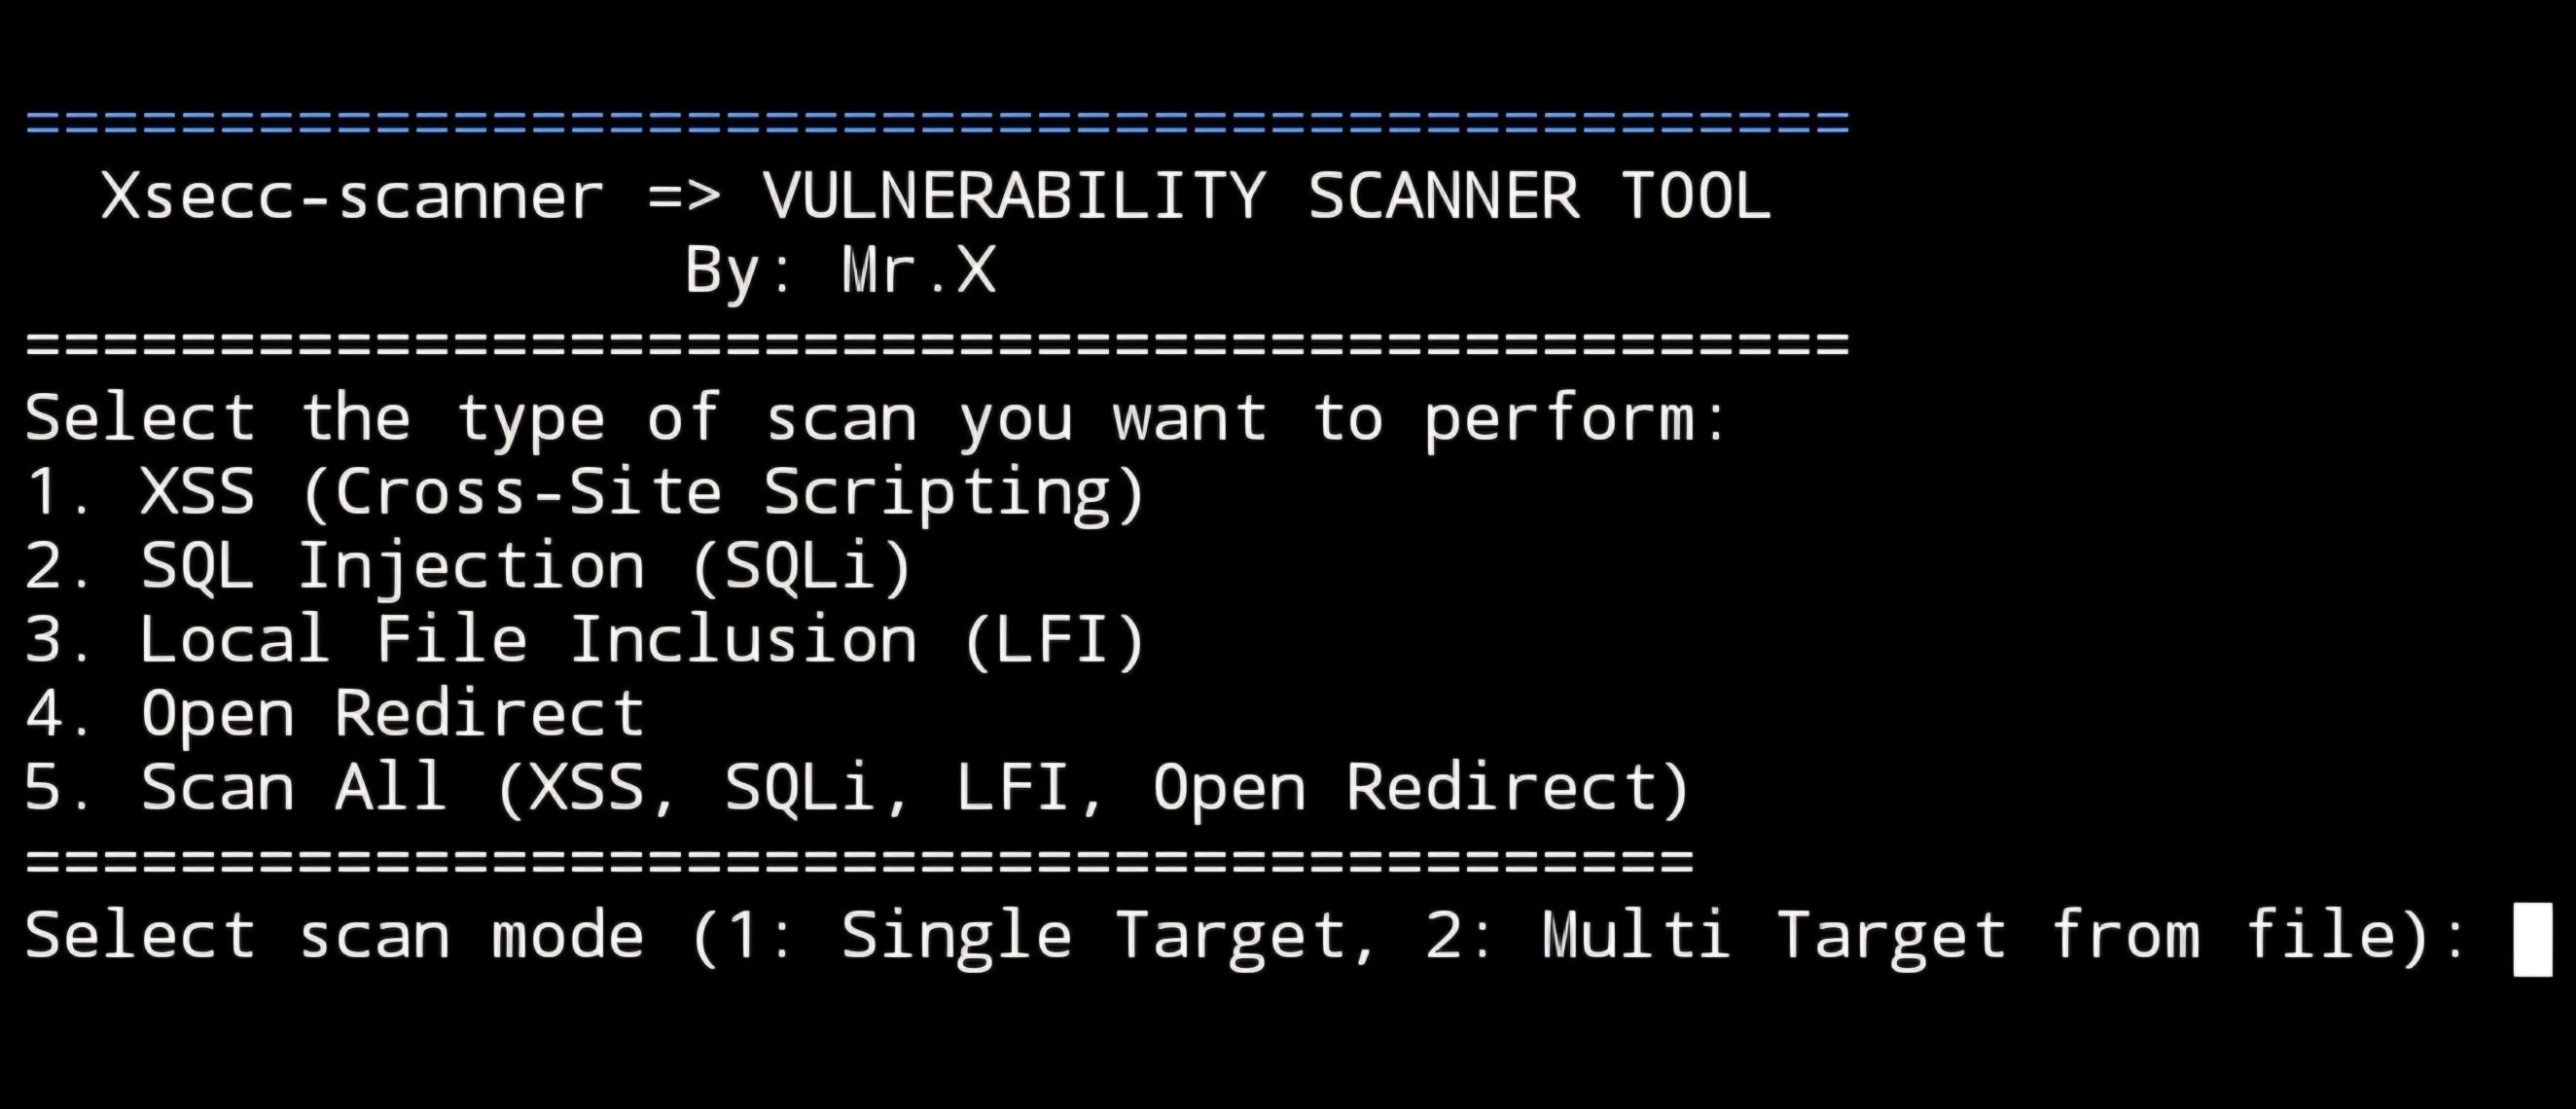 ===============================================
Xsecc-scanner => VULNERABILITY SCANNER TOOL
By: Mr.X
===============================================
Select the type of scan you want to perform:
1. XSS (Cross-Site Scripting)
2. SQL Injection (SQLi)
3. Local File Inclusion (LFI)
4. Open Redirect
5. Scan All (XSS, SQLi, LFI, Open Redirect)
===========================================
Select scan mode (1: Single Target, 2: Multi Target from file):